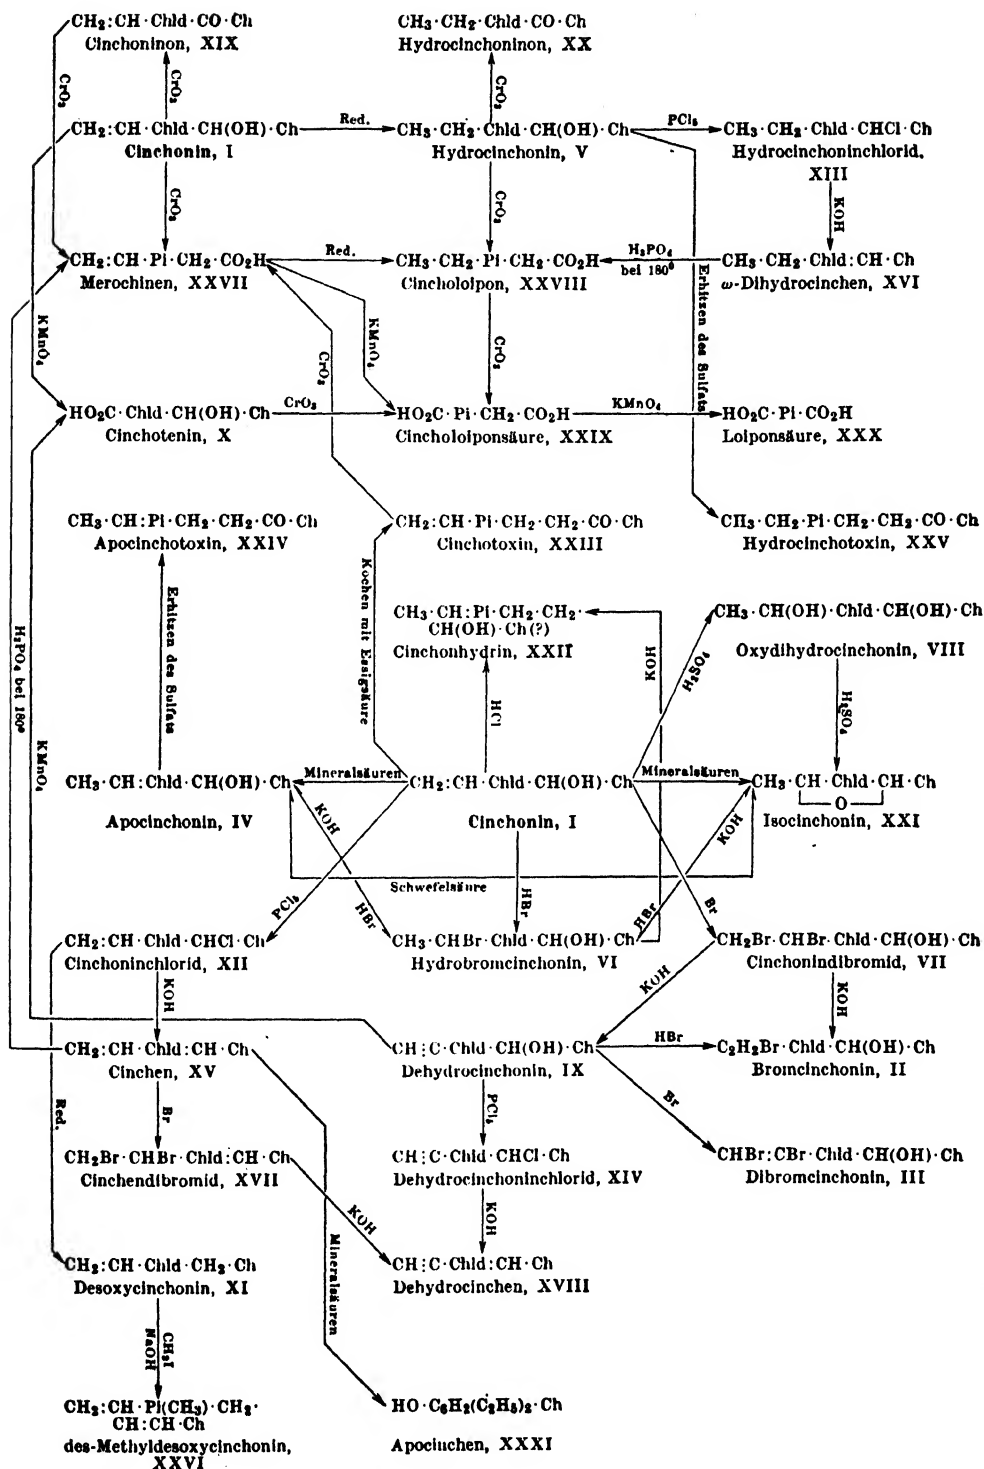 CH₂:CH·Chld·CO·Ch
Cinchoninon, XIX
CH₃·CH₂·Chld·CO·Ch
Hydrocinchoninon, XX
CrO₃
CrO₃
CrO₃
CH₂:CH·Chld·CH(OH)·Ch
Cinchonin, I
Red.
CH₃·CH₂·Chld·CH(OH)·Ch
Hydrocinchonin, V
PCl₅
CH₃·CH₂·Chld·CHCl·Ch
Hydrocinchoninchlorid,
XIII
CrO₃
CrO₃
KOH
CH₂:CH·Pi·CH₂·CO₂H
Merochinen, XXVII
Red.
CH₃·CH₂·Pi·CH₂·CO₂H
Cincholoipon, XXVIII
H₃PO₄
bei 180°
CH₃·CH₂·Chld:CH·Ch
ω-Dihydrocinchen, XVI
KMnO₄
CrO₃
KMnO₄
CrO₃
Erhitzen des Sulfats
HO₂C·Chld·CH(OH)·Ch
Cinchotenin, X
CrO₃
HO₂C·Pi·CH₂·CO₂H
Cincholoiponsäure, XXIX
KMnO₄
HO₂C·Pi·CO₂H
Loiponsäure, XXX
CH₃·CH:Pi·CH₂·CH₂·CO·Ch
Apocinchotoxin, XXIV
CH₂:CH·Pi·CH₂·CH₂·CO·Ch
Cinchotoxin, XXIII
CH₃·CH₂·Pi·CH₂·CH₂·CO·Ch
Hydrocinchotoxin, XXV
Erhitzen des Sulfats
Kochen mit Essigsäure
CH₃·CH:Pi·CH₂·CH₂·
CH(OH)·Ch(?)
Cinchonhydrin, XXII
CH₃·CH(OH)·Chld·CH(OH)·Ch
Oxydihydrocinchonin, VIII
H₃PO₄ bei 180°
KMnO₄
HCl
KOH
H₂SO₄
H₂SO₄
CH₃·CH:Chld·CH(OH)·Ch
Apocinchonin, IV
Mineralsäuren
CH₂:CH·Chld·CH(OH)·Ch
Cinchonin, I
Mineralsäuren
CH₃·CH·Chld·CH·Ch
O
Isocinchonin, XXI
KOH
KOH
Schwefelsäure
PCl₅
HBr
HBr
HBr
Br
CH₂:CH·Chld·CHCl·Ch
Cinchoninchlorid, XII
CH₃·CHBr·Chld·CH(OH)·Ch
Hydrobromcinchonin, VI
CH₂Br·CHBr·Chld·CH(OH)·Ch
Cinchonindibromid, VII
KOH
KOH
KOH
CH₂:CH·Chld:CH·Ch
Cinchen, XV
CH⋮C·Chld·CH(OH)·Ch
Dehydrocinchonin, IX
HBr
C₂H₂Br·Chld·CH(OH)·Ch
Bromcinchonin, II
Red.
Br
PCl₅
Br
CH₂Br·CHBr·Chld:CH·Ch
Cinchendibromid, XVII
CH⋮C·Chld·CHCl·Ch
Dehydrocinchoninchlorid, XIV
CHBr:CBr·Chld·CH(OH)·Ch
Dibromcinchonin, III
KOH
KOH
CH₂:CH·Chld·CH₂·Ch
Desoxycinchonin, XI
CH⋮C·Chld:CH·Ch
Dehydrocinchen, XVIII
Mineralsäuren
CH₃I
NaOH
CH₂:CH·Pi(CH₃)·CH₂·
CH:CH·Ch
des-Methyldesoxycinchonin,
XXVI
HO·C₆H₂(C₂H₅)₂·Ch
Apocinchen, XXXI